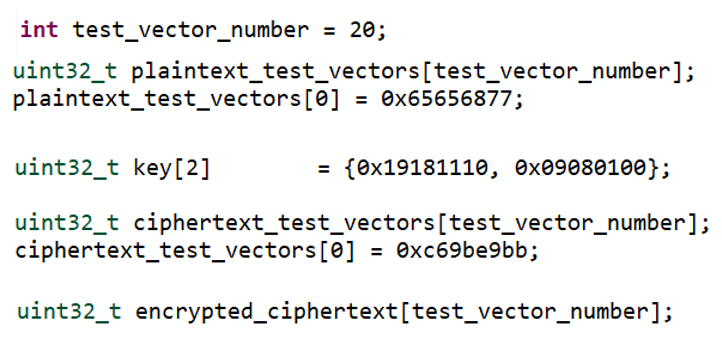 int test_vector_number = 20;
uint32_t plaintext_test_vectors[test_vector_number];
plaintext_test_vectors[0] = 0x65656877;
uint32_t key[2] = {0x19181110, 0x09080100};
uint32_t ciphertext_test_vectors[test_vector_number];
ciphertext_test_vectors[0] = 0xc69be9bb;
uint32_t encrypted_ciphertext[test_vector_number];